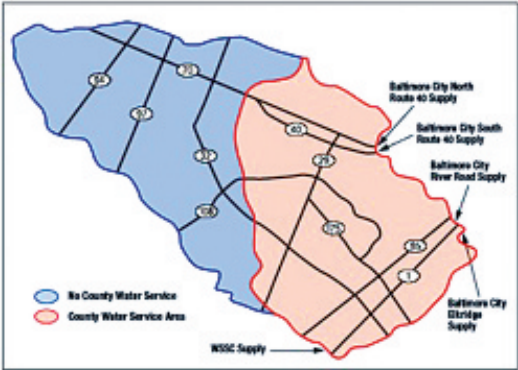 70
94
97
32
40
29
108
175
95
1
Baltimore City North
Route 40 Supply
Baltimore City South
Route 40 Supply
Baltimore City
River Road Supply
Baltimore City
Elkridge
Supply
WSSC Supply
No County Water Service
County Water Service Area